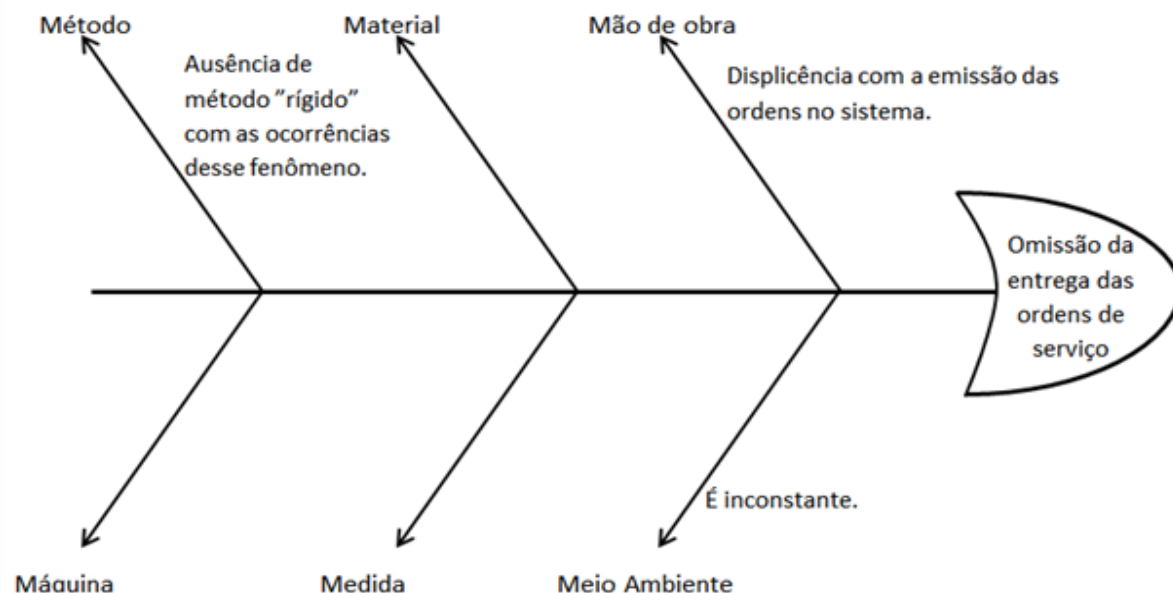 Método
Material
Mão de obra
Ausência de
método ”rígido”
com as ocorrências
desse fenômeno.
Displicência com a emissão das
ordens no sistema.
Omissão da
entrega das
ordens de
serviço
É inconstante.
Máquina
Medida
Meio Ambiente